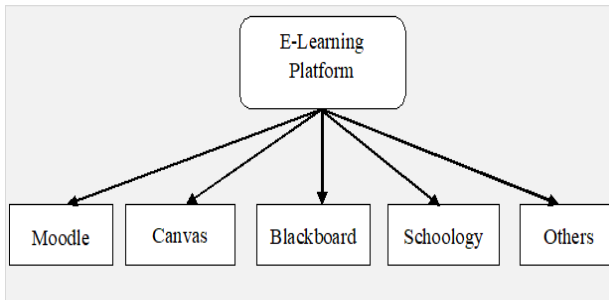 E-Learning
Platform
Moodle
Canvas
Blackboard
Schoology
Others